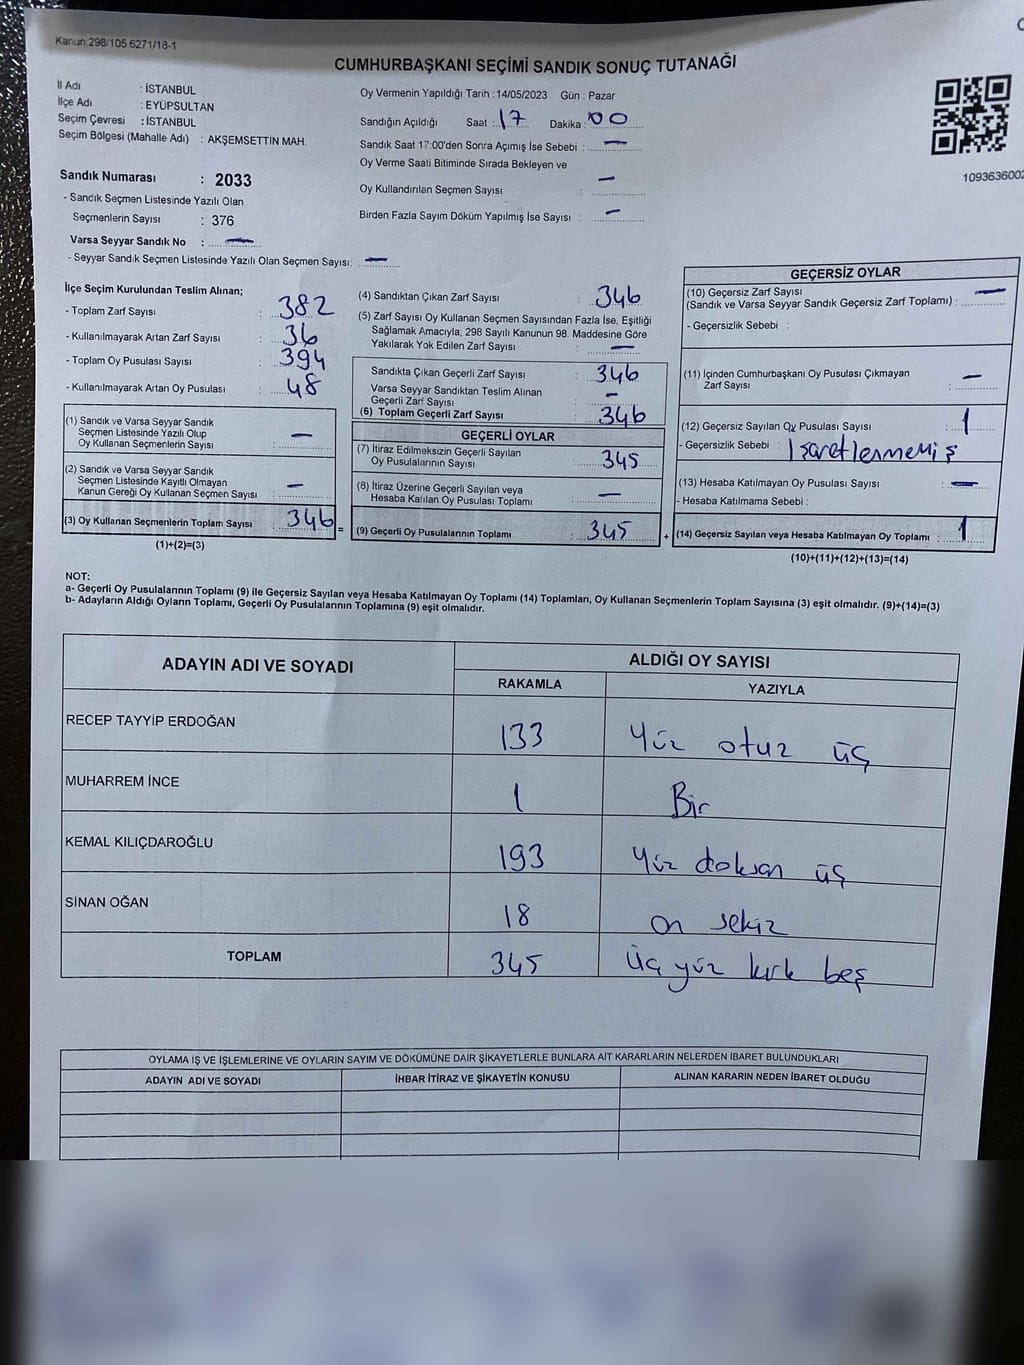 Kanun 298/105 6271/18-1
CUMHURBAŞKANI SEÇİMİ SANDIK SONUÇ TUTANAĞI
İl Adı : İSTANBUL
İlçe Adı : EYÜPSULTAN
Seçim Çevresi : İSTANBUL
Seçim Bölgesi (Mahalle Adı) : AKŞEMSETTİN MAH.
Sandık Numarası : 2033
- Sandık Seçmen Listesinde Yazılı Olan
Seçmenlerin Sayısı : 376
Varsa Seyyar Sandık No : —
- Seyyar Sandık Seçmen Listesinde Yazılı Olan Seçmen Sayısı: —
Oy Vermenin Yapıldığı Tarih : 14/05/2023 Gün : Pazar
Sandığın Açıldığı Saat : 17 Dakika : 00
Sandık Saat 17:00'den Sonra Açımış İse Sebebi : —
Oy Verme Saati Bitiminde Sırada Bekleyen ve
Oy Kullandırılan Seçmen Sayısı : —
Birden Fazla Sayım Döküm Yapılmış İse Sayısı : —
1093636002
İlçe Seçim Kurulundan Teslim Alınan;
- Toplam Zarf Sayısı : 382
- Kullanılmayarak Artan Zarf Sayısı : 36
- Toplam Oy Pusulası Sayısı : 394
- Kullanılmayarak Artan Oy Pusulası : 48
(1) Sandık ve Varsa Seyyar Sandık
Seçmen Listesinde Yazılı Olup
Oy Kullanan Seçmenlerin Sayısı : —
(2) Sandık ve Varsa Seyyar Sandık
Seçmen Listesinde Kayıtlı Olmayan
Kanun Gereği Oy Kullanan Seçmen Sayısı : —
(3) Oy Kullanan Seçmenlerin Toplam Sayısı : 346 =
(1)+(2)=(3)
(4) Sandıktan Çıkan Zarf Sayısı : 346
(5) Zarf Sayısı Oy Kullanan Seçmen Sayısından Fazla İse, Eşitliği
Sağlamak Amacıyla; 298 Sayılı Kanunun 98. Maddesine Göre
Yakılarak Yok Edilen Zarf Sayısı : —
Sandıkta Çıkan Geçerli Zarf Sayısı : 346
Varsa Seyyar Sandıktan Teslim Alınan
Geçerli Zarf Sayısı : —
(6) Toplam Geçerli Zarf Sayısı : 346
GEÇERLİ OYLAR
(7) İtiraz Edilmeksizin Geçerli Sayılan
Oy Pusulalarının Sayısı : 345
(8) İtiraz Üzerine Geçerli Sayılan veya
Hesaba Katılan Oy Pusulası Toplamı : —
(9) Geçerli Oy Pusulalarının Toplamı : 345 +
GEÇERSİZ OYLAR
(10) Geçersiz Zarf Sayısı
(Sandık ve Varsa Seyyar Sandık Geçersiz Zarf Toplamı) : —
- Geçersizlik Sebebi :
(11) İçinden Cumhurbaşkanı Oy Pusulası Çıkmayan
Zarf Sayısı : —
(12) Geçersiz Sayılan Oy Pusulası Sayısı : 1
- Geçersizlik Sebebi : İşaretlenmemiş
(13) Hesaba Katılmayan Oy Pusulası Sayısı : —
- Hesaba Katılmama Sebebi :
(14) Geçersiz Sayılan veya Hesaba Katılmayan Oy Toplamı : 1
(10)+(11)+(12)+(13)=(14)
NOT:
a- Geçerli Oy Pusulalarının Toplamı (9) ile Geçersiz Sayılan veya Hesaba Katılmayan Oy Toplamı (14) Toplamları, Oy Kullanan Seçmenlerin Toplam Sayısına (3) eşit olmalıdır. (9)+(14)=(3)
b- Adayların Aldığı Oyların Toplamı, Geçerli Oy Pusulalarının Toplamına (9) eşit olmalıdır.
ADAYIN ADI VE SOYADI ALDIĞI OY SAYISI
RAKAMLA YAZIYLA
RECEP TAYYİP ERDOĞAN 133 Yüz otuz üç
MUHARREM İNCE 1 Bir
KEMAL KILIÇDAROĞLU 193 Yüz doksan üç
SİNAN OĞAN 18 on sekiz
TOPLAM 345 üç yüz kırk beş
OYLAMA İŞ VE İŞLEMLERİNE VE OYLARIN SAYIM VE DÖKÜMÜNE DAİR ŞİKAYETLERLE BUNLARA AİT KARARLARIN NELERDEN İBARET BULUNDUKLARI
ADAYIN ADI VE SOYADI İHBAR İTİRAZ VE ŞİKAYETİN KONUSU ALINAN KARARIN NEDEN İBARET OLDUĞU